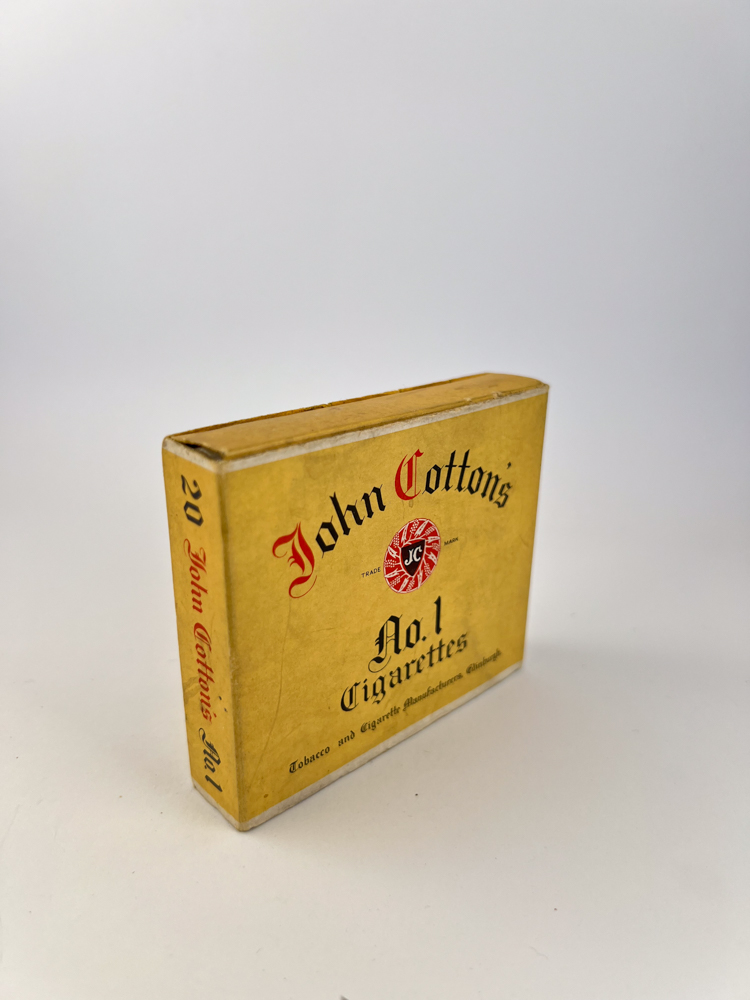 John Cotton's
TRADE JC MARK
No. 1
Cigarettes
Tobacco and Cigarette Manufacturers, Edinburgh.
20 John Cotton's No. 1